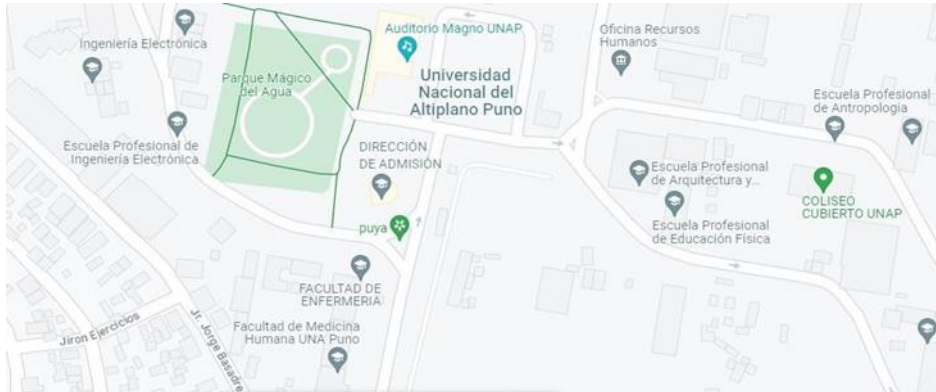 Ingeniería Electrónica
Auditorio Magno UNAP
Oficina Recursos
Humanos
Parque Mágico
del Agua
Universidad
Nacional del
Altiplano Puno
Escuela Profesional
de Antropología
Escuela Profesional de
Ingeniería Electrónica
DIRECCIÓN
DE ADMISIÓN
Escuela Profesional
de Arquitectura y...
COLISEO
CUBIERTO UNAP
puya
Escuela Profesional
de Educación Física
FACULTAD DE
ENFERMERIA
Facultad de Medicina
Humana UNA Puno
Jiron Ejercicios
Jr. Jorge Basadre